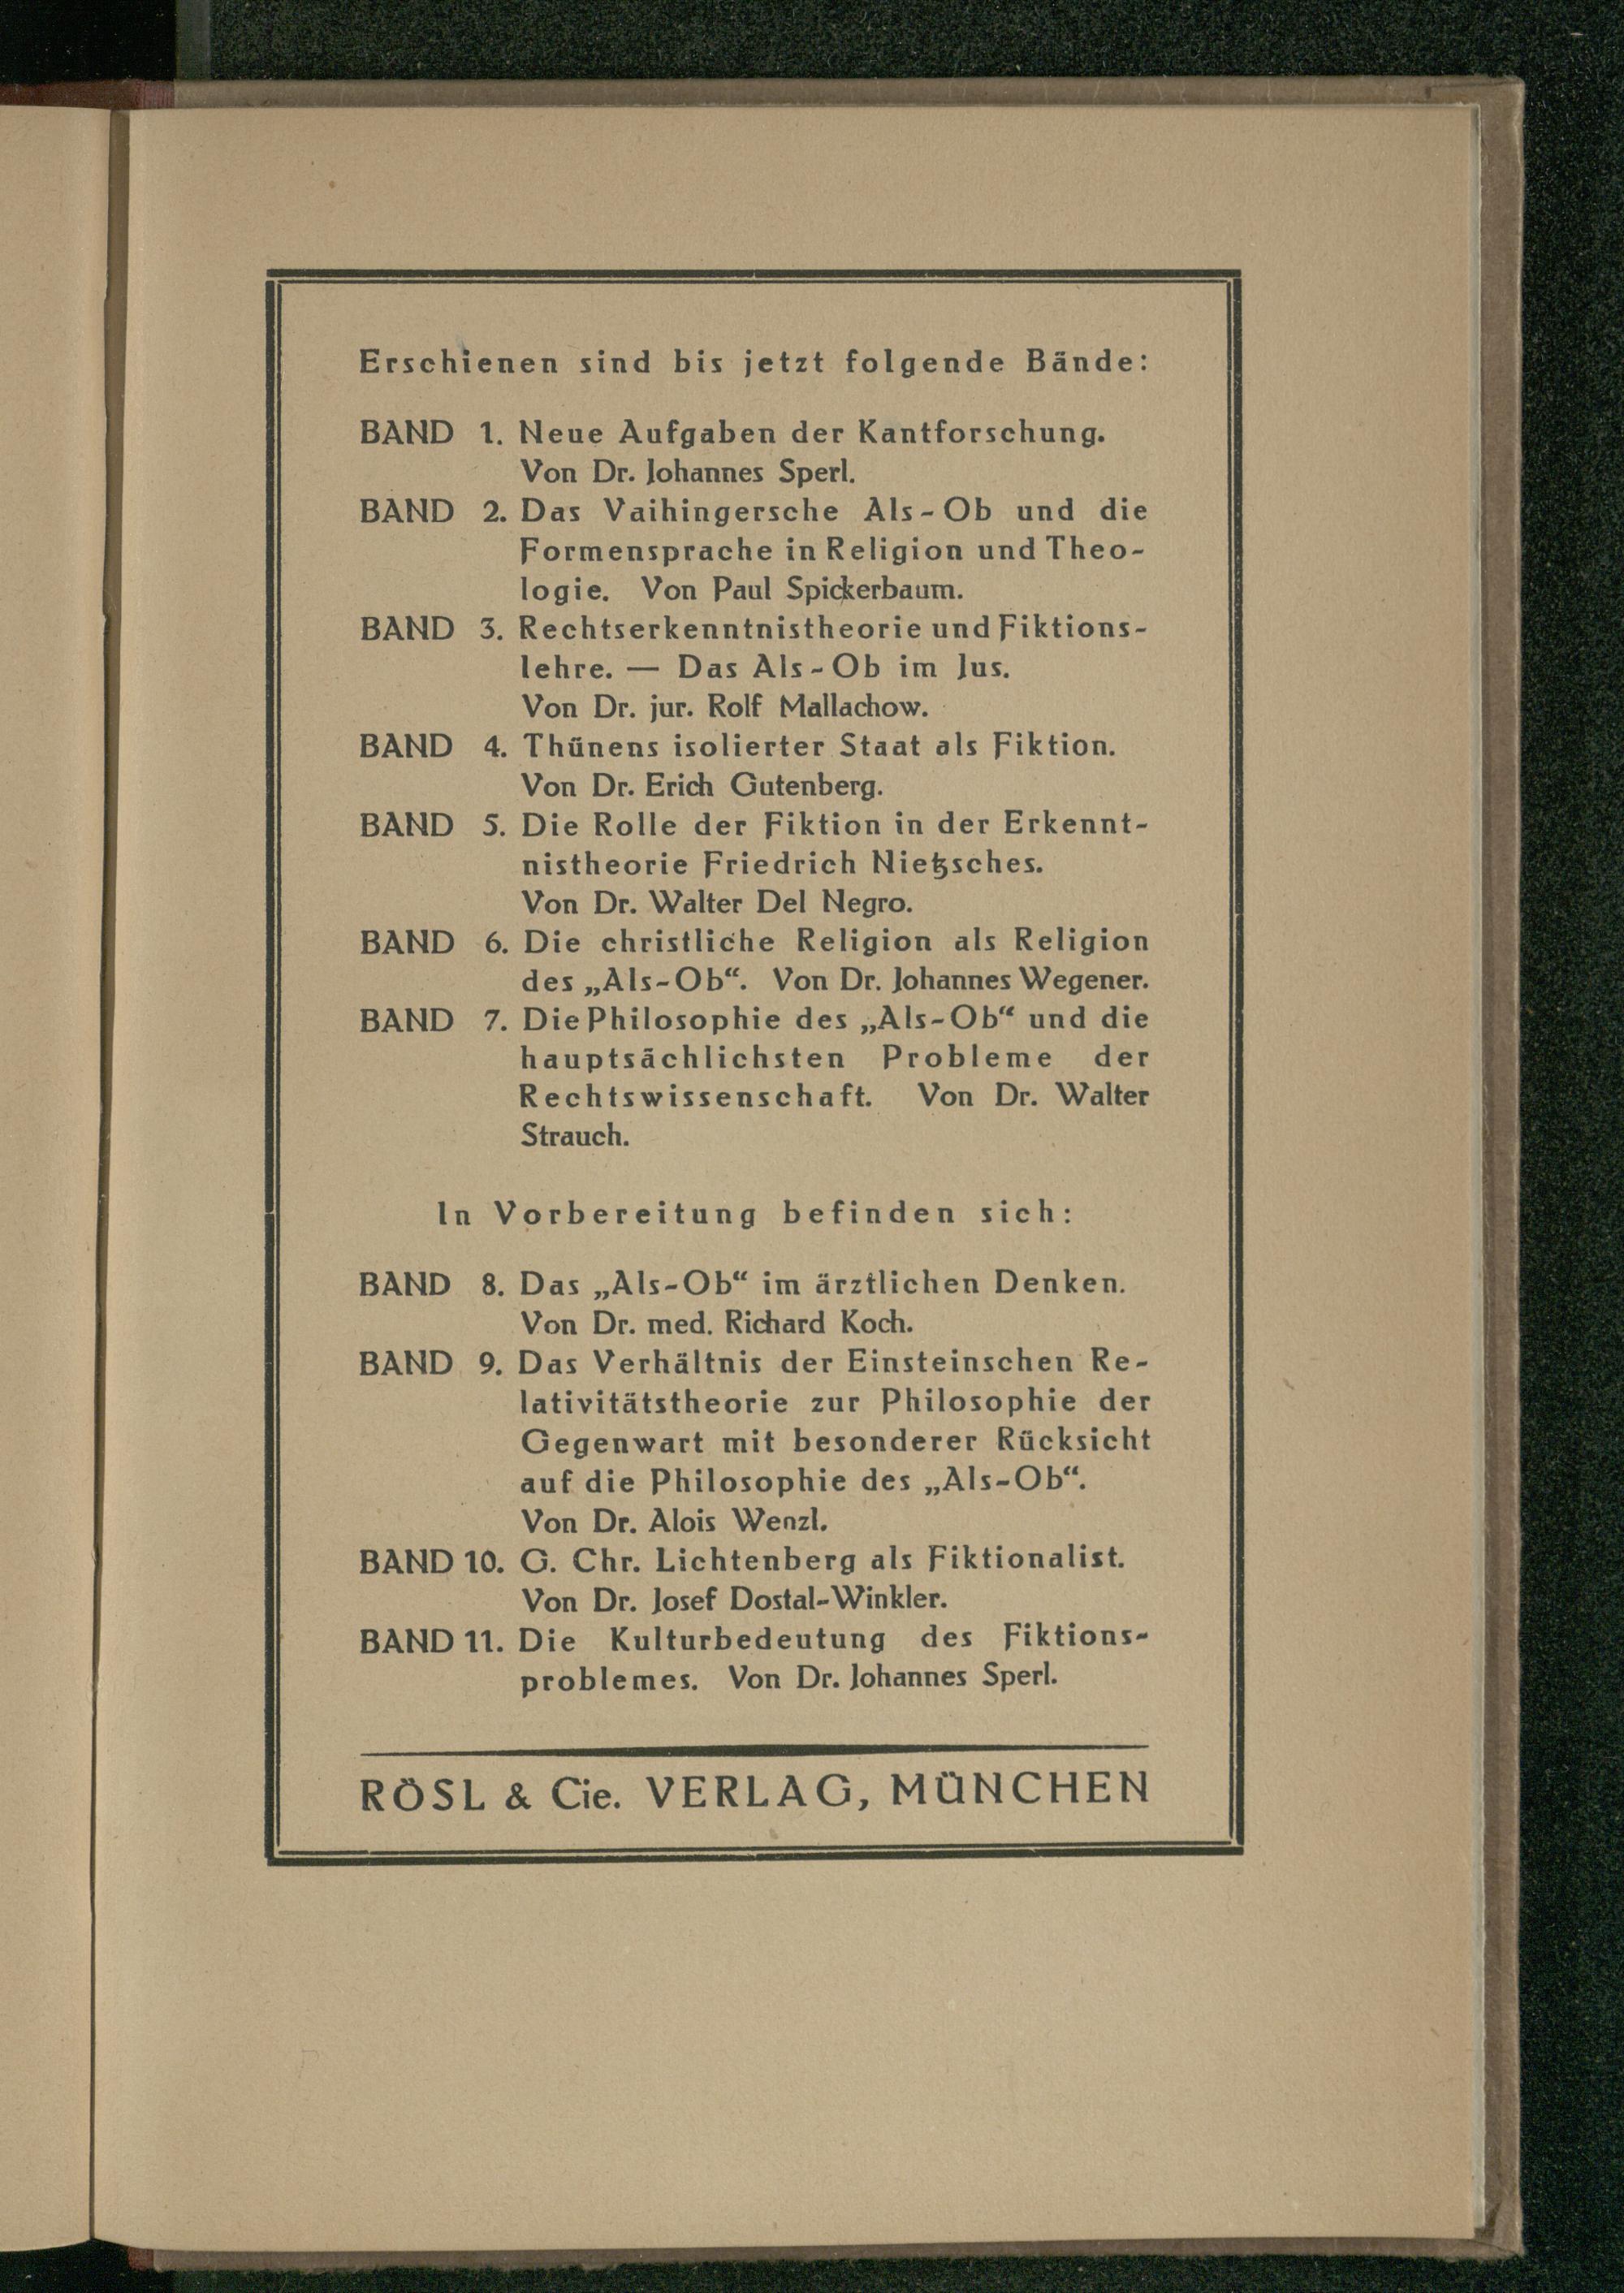 Erschienen sind bis jetzt folgende Bände:
BAND 1. Neue Aufgaben der Kantforschung.
Von Dr. Johannes Sperl.
BAND 2. Das Vaihingersche Als-Ob und die
Formensprache in Religion und Theo-
logie. Von Paul Spickerbaum.
BAND 3. Rechtserkenntnistheorie und Fiktions-
lehre. — Das Als-Ob im Jus.
Von Dr. jur. Rolf Mallachow.
BAND 4. Thünens isolierter Staat als Fiktion.
Von Dr. Erich Gutenberg.
BAND 5. Die Rolle der Fiktion in der Erkennt-
nistheorie Friedrich Nietzsches.
Von Dr. Walter Del Negro.
BAND 6. Die christliche Religion als Religion
des „Als-Ob“. Von Dr. Johannes Wegener.
BAND 7. Die Philosophie des „Als-Ob“ und die
hauptsächlichsten Probleme der
Rechtswissenschaft. Von Dr. Walter
Strauch.
In Vorbereitung befinden sich:
BAND 8. Das „Als-Ob“ im ärztlichen Denken.
Von Dr. med. Richard Koch.
BAND 9. Das Verhältnis der Einsteinschen Re-
lativitätstheorie zur Philosophie der
Gegenwart mit besonderer Rücksicht
auf die Philosophie des „Als-Ob“.
Von Dr. Alois Wenzl.
BAND 10. G. Chr. Lichtenberg als Fiktionalist.
Von Dr. Josef Dostal-Winkler.
BAND 11. Die Kulturbedeutung des Fiktions-
problemes. Von Dr. Johannes Sperl.
RÖSL & Cie. VERLAG, MÜNCHEN